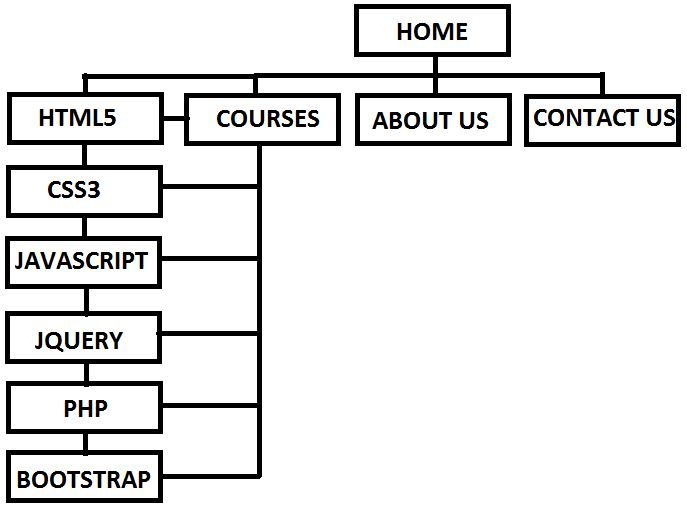 HOME
HTML5
COURSES
ABOUT US
CONTACT US
CSS3
JAVASCRIPT
JQUERY
PHP
BOOTSTRAP